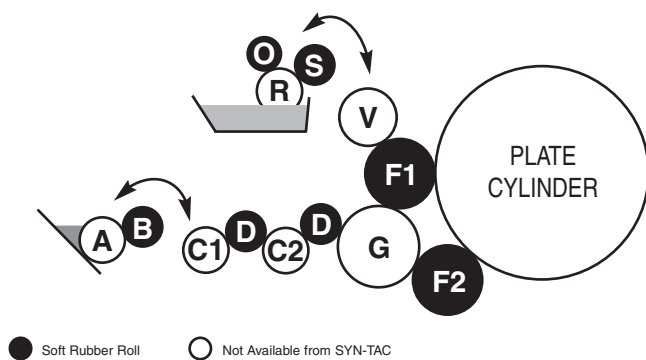 O
S
R
V
PLATE
CYLINDER
F1
A
B
C1
D
C2
D
G
F2
Soft Rubber Roll
Not Available from SYN-TAC